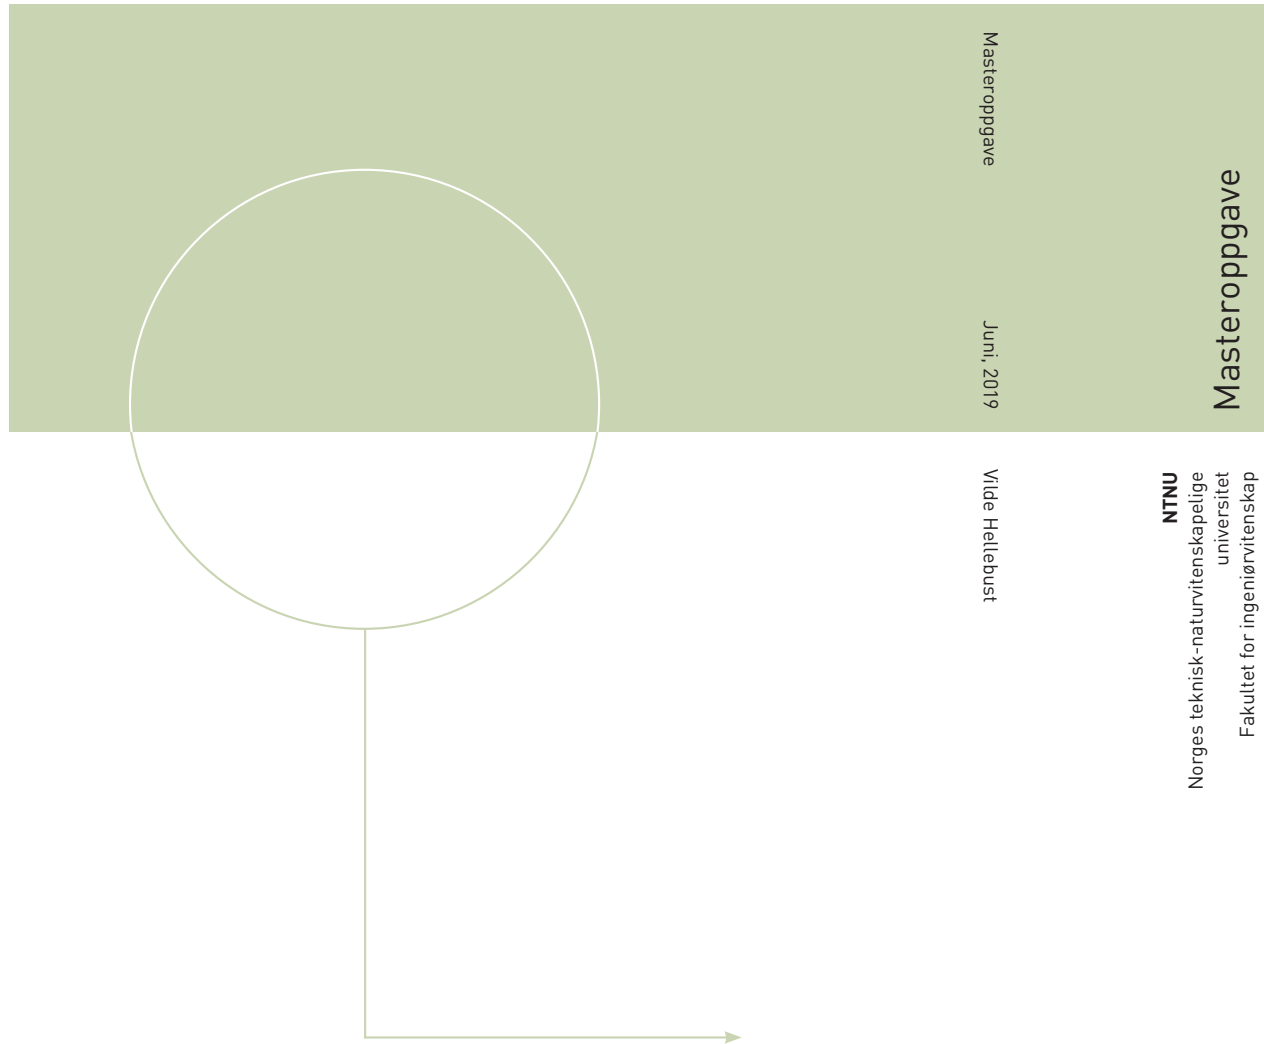 Masteroppgave
Juni, 2019
Vilde Hellebust
Masteroppgave
NTNU
Norges teknisk-naturvitenskapelige
universitet
Fakultet for ingeniørvitenskap